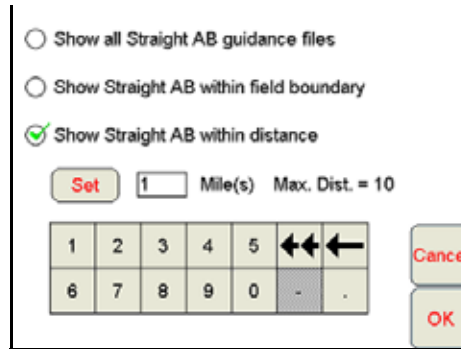 Show all Straight AB guidance files
Show Straight AB within field boundary
Show Straight AB within distance
Set 1 Mile(s) Max. Dist. = 10
1 2 3 4 5
6 7 8 9 0 - .
Cance
OK